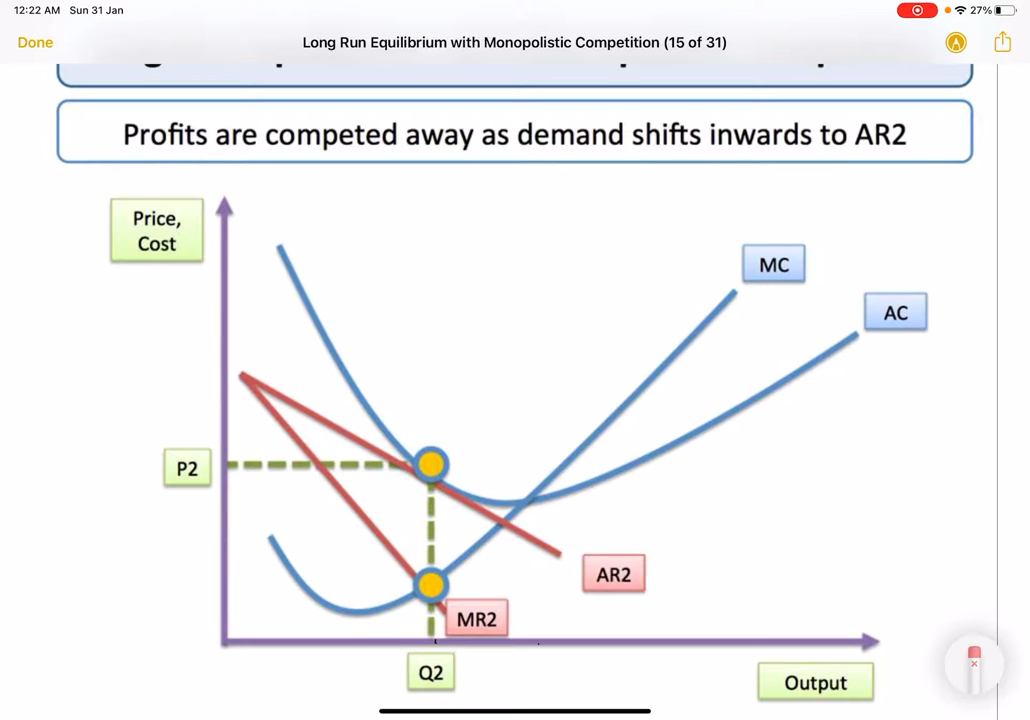 12:22 AM Sun 31 Jan
27%
Done
Long Run Equilibrium with Monopolistic Competition (15 of 31)
Profits are competed away as demand shifts inwards to AR2
Price,
Cost
MC
AC
P2
AR2
MR2
Q2
Output